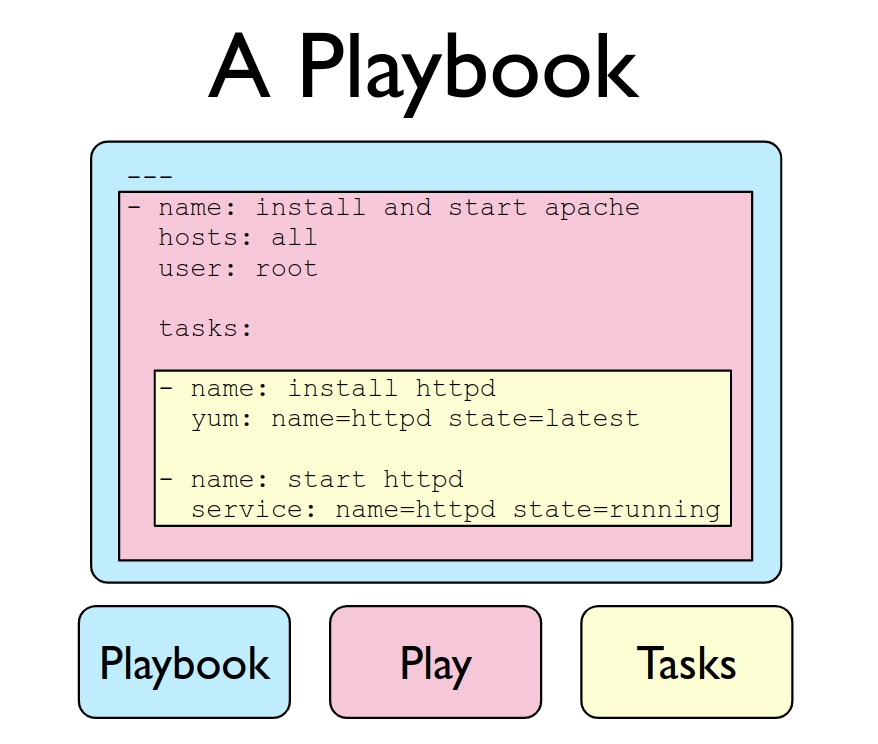 A Playbook
---
- name: install and start apache
  hosts: all
  user: root
  tasks:
  - name: install httpd
    yum: name=httpd state=latest
  - name: start httpd
    service: name=httpd state=running
Playbook
Play
Tasks